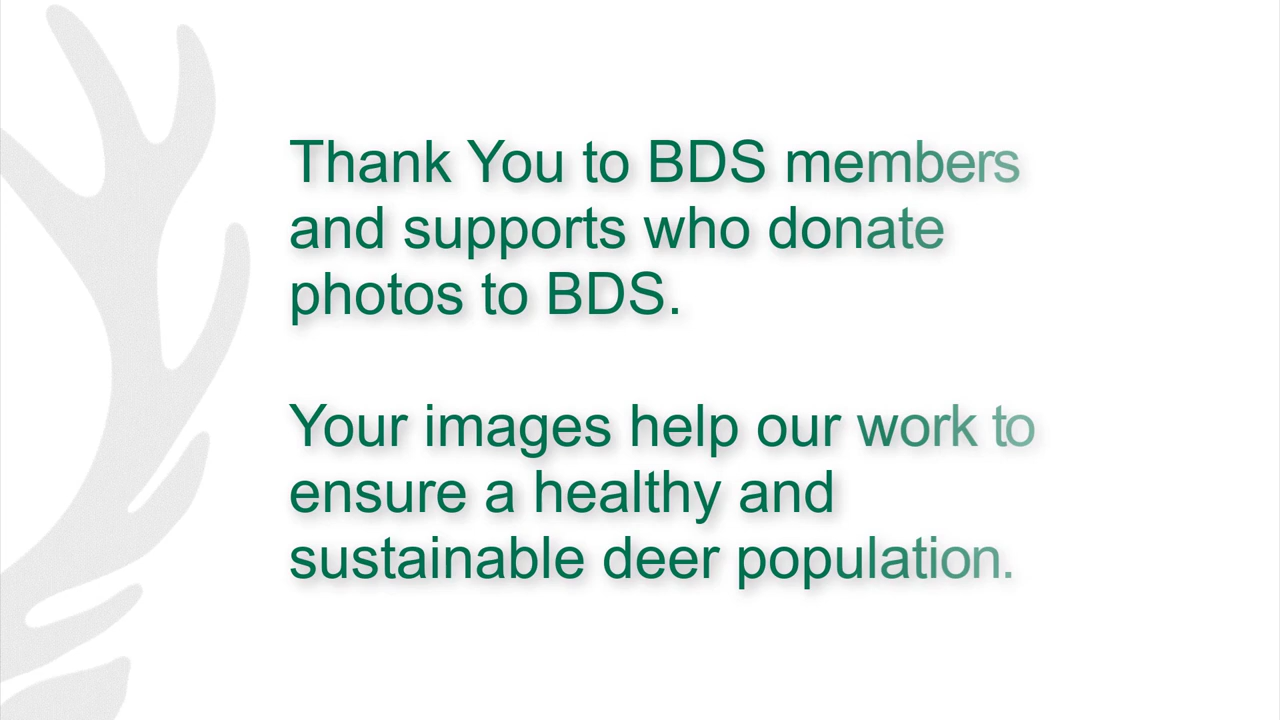 Thank You to BDS members
and supports who donate
photos to BDS.
Your images help our work to
ensure a healthy and
sustainable deer population.